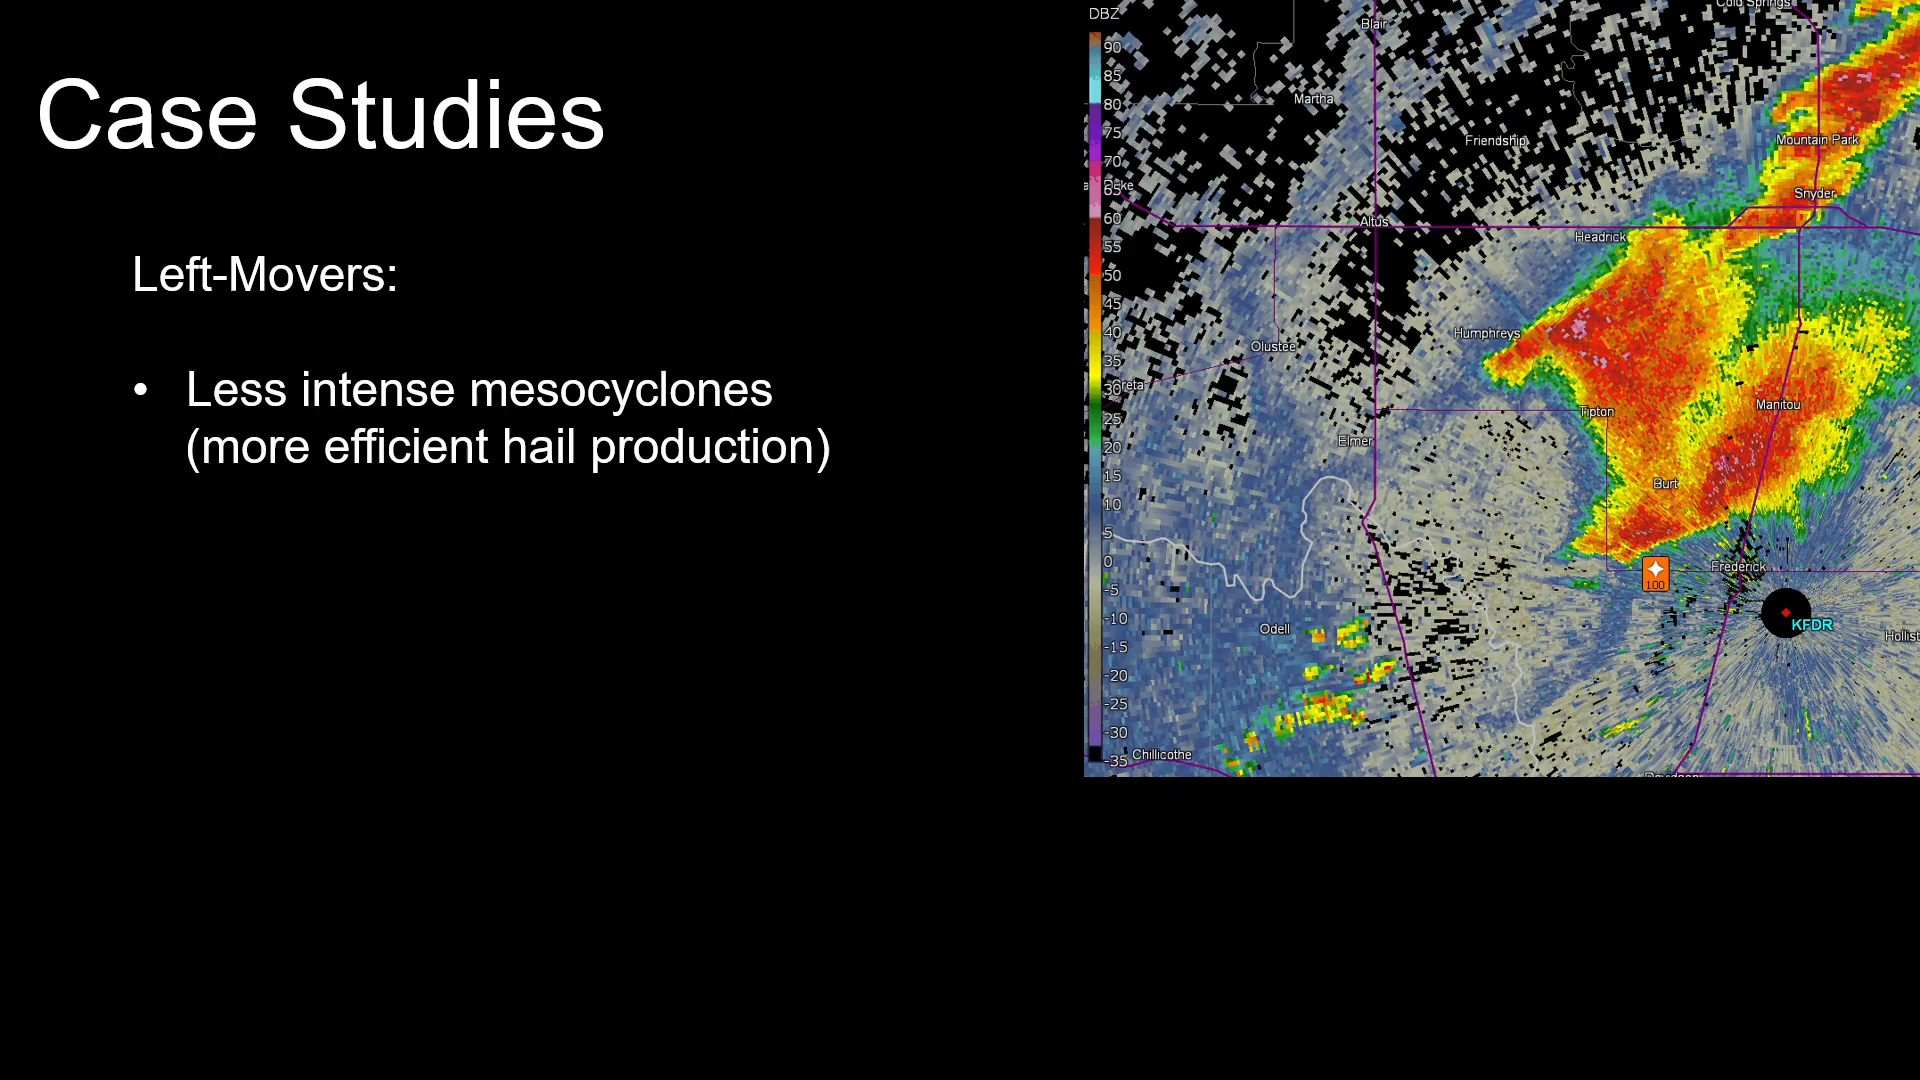 Case Studies
Left-Movers:
• Less intense mesocyclones
(more efficient hail production)
DBZ
90
85
80
75
70
65
60
55
50
45
40
35
30
25
20
15
10
5
0
-5
-10
-15
-20
-25
-30
-35
Cold Springs
Blair
Martha
Friendship
Mountain Park
Snyder
Altus
Headrick
Humphreys
Olustee
Tipton
Manitou
Elmer
Burt
Frederick
100
KFDR
Odell
Chillicothe